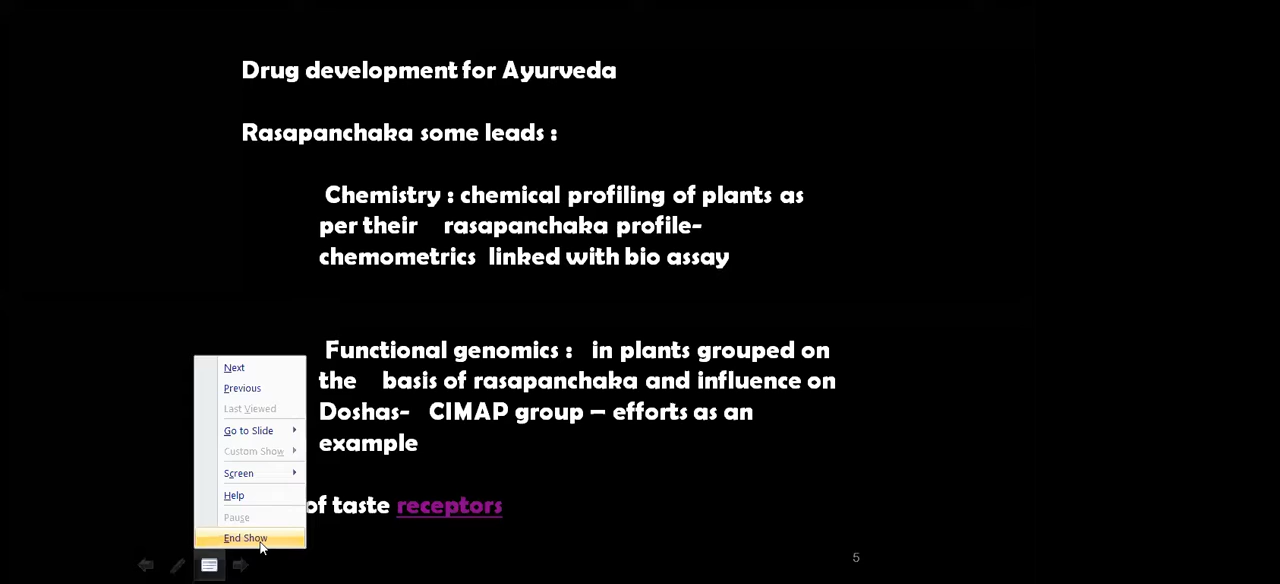 Drug development for Ayurveda
Rasapanchaka some leads :
Chemistry : chemical profiling of plants as
per their rasapanchaka profile-
chemometrics linked with bio assay
Functional genomics : in plants grouped on
the basis of rasapanchaka and influence on
Doshas- CIMAP group – efforts as an
example
of taste receptors
Next
Previous
Last Viewed
Go to Slide
Custom Show
Screen
Help
Pause
End Show
5